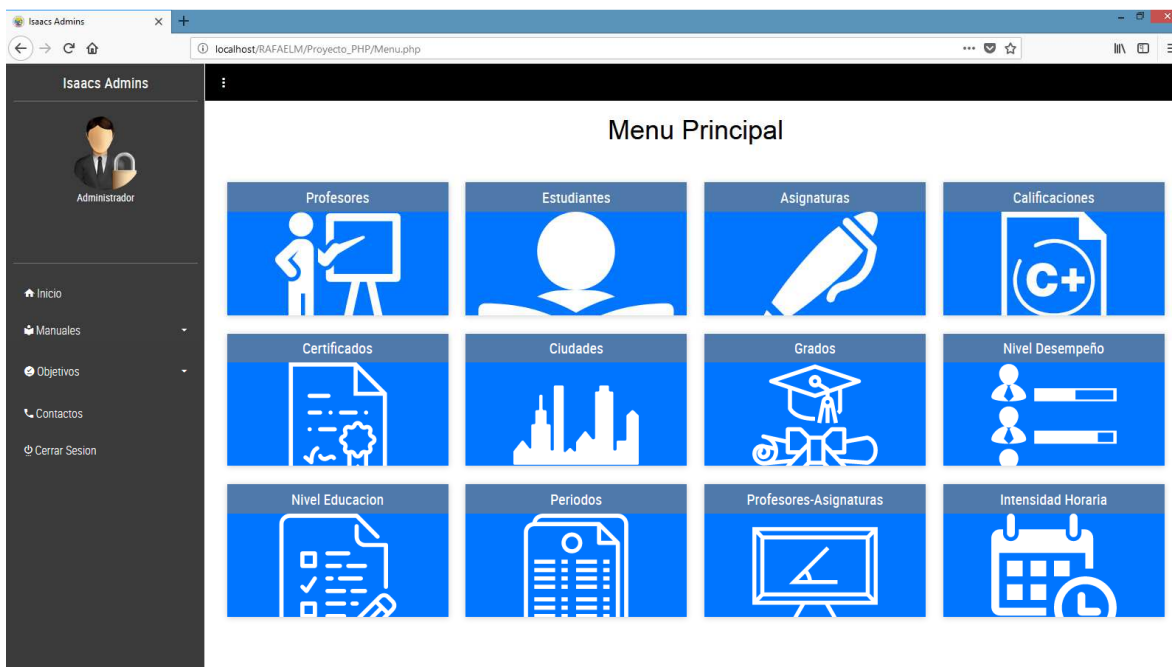 Isaacs Admins
localhost/RAFAELM/Proyecto_PHP/Menu.php
Isaacs Admins
Administrador
Inicio
Manuales
Objetivos
Contactos
Cerrar Sesion
Menu Principal
Profesores
Estudiantes
Asignaturas
Calificaciones
C+
Certificados
Ciudades
Grados
Nivel Desempeño
Nivel Educacion
Periodos
Profesores-Asignaturas
Intensidad Horaria